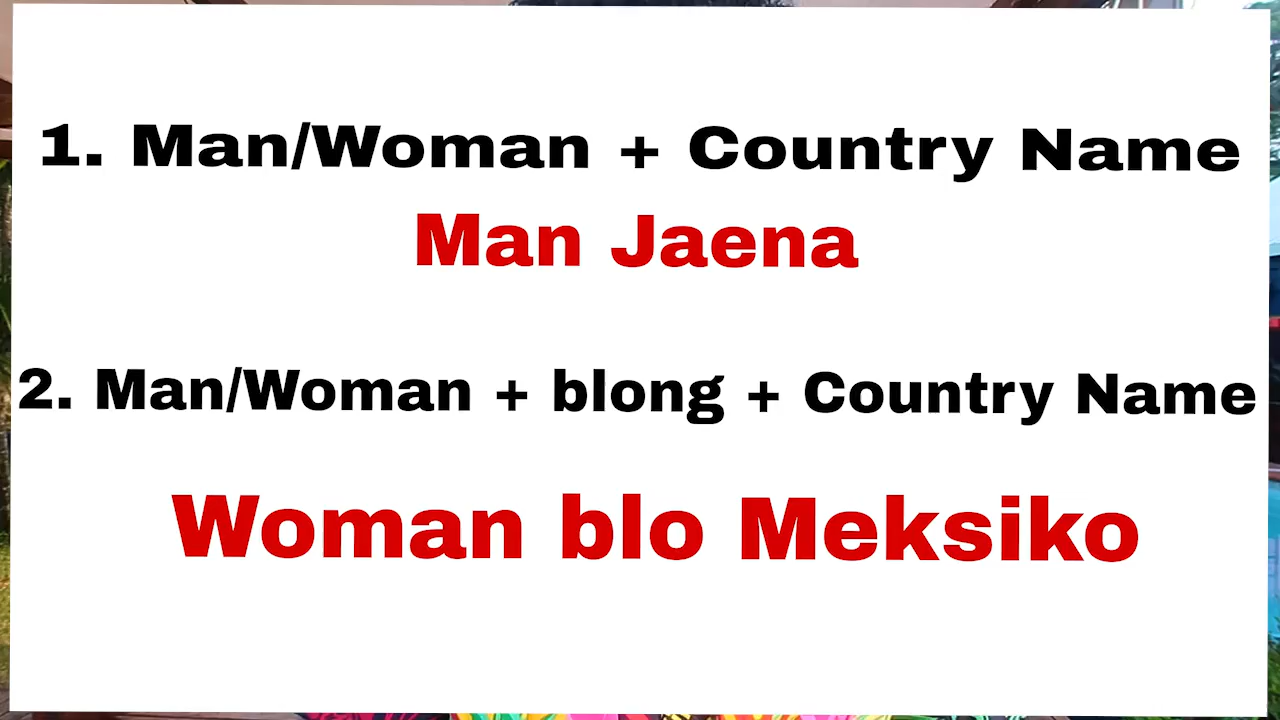 1. Man/Woman + Country Name
Man Jaena
2. Man/Woman + blong + Country Name
Woman blo Meksiko